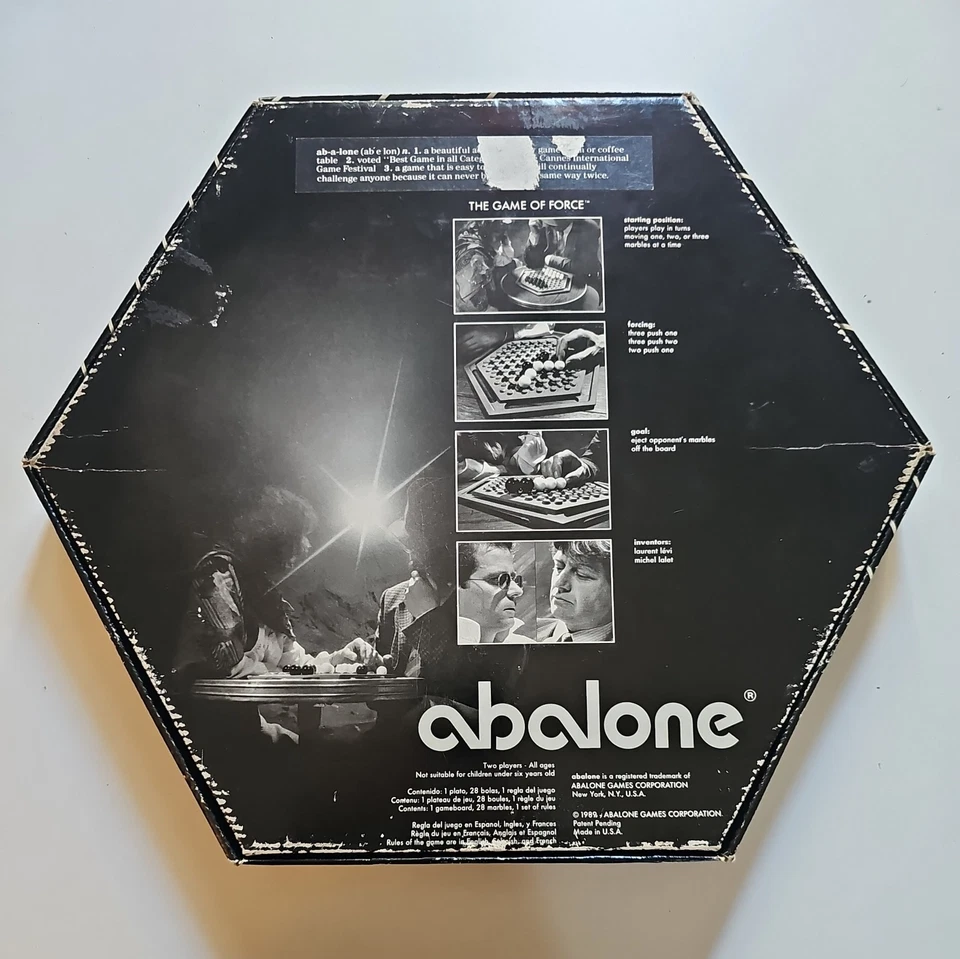 ab-a-lone (ab e lon) n. 1. a beautiful game or coffee
table 2. voted "Best Game in all Cannes International
Game Festival 3. a game that is easy to continually
challenge anyone because it can never same way twice.
THE GAME OF FORCE™
starting position:
players play in turns
moving one, two, or three
marbles at a time
forcing:
three push one
three push two
two push one
goal:
eject opponent's marbles
off the board
inventors:
laurent lévi
michel lalet
abalone®
Two players - All ages
Not suitable for children under six years old
Contenido: 1 plato, 28 bolas, 1 regla del juego
Contenu: 1 plateau de jeu, 28 boules, 1 règle du jeu
Contents: 1 gameboard, 28 marbles, 1 set of rules
Regla del juego en Espanol, Ingles, y Frances
Règle du jeu en Français, Anglais et Espagnol
Rules of the game are in English, Spanish, and French
abalone is a registered trademark of
ABALONE GAMES CORPORATION
New York, N.Y., U.S.A.
© 1989, ABALONE GAMES CORPORATION.
Patent Pending
Made in U.S.A.